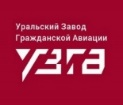 Уральский Завод
Гражданской Авиации
УЗГА